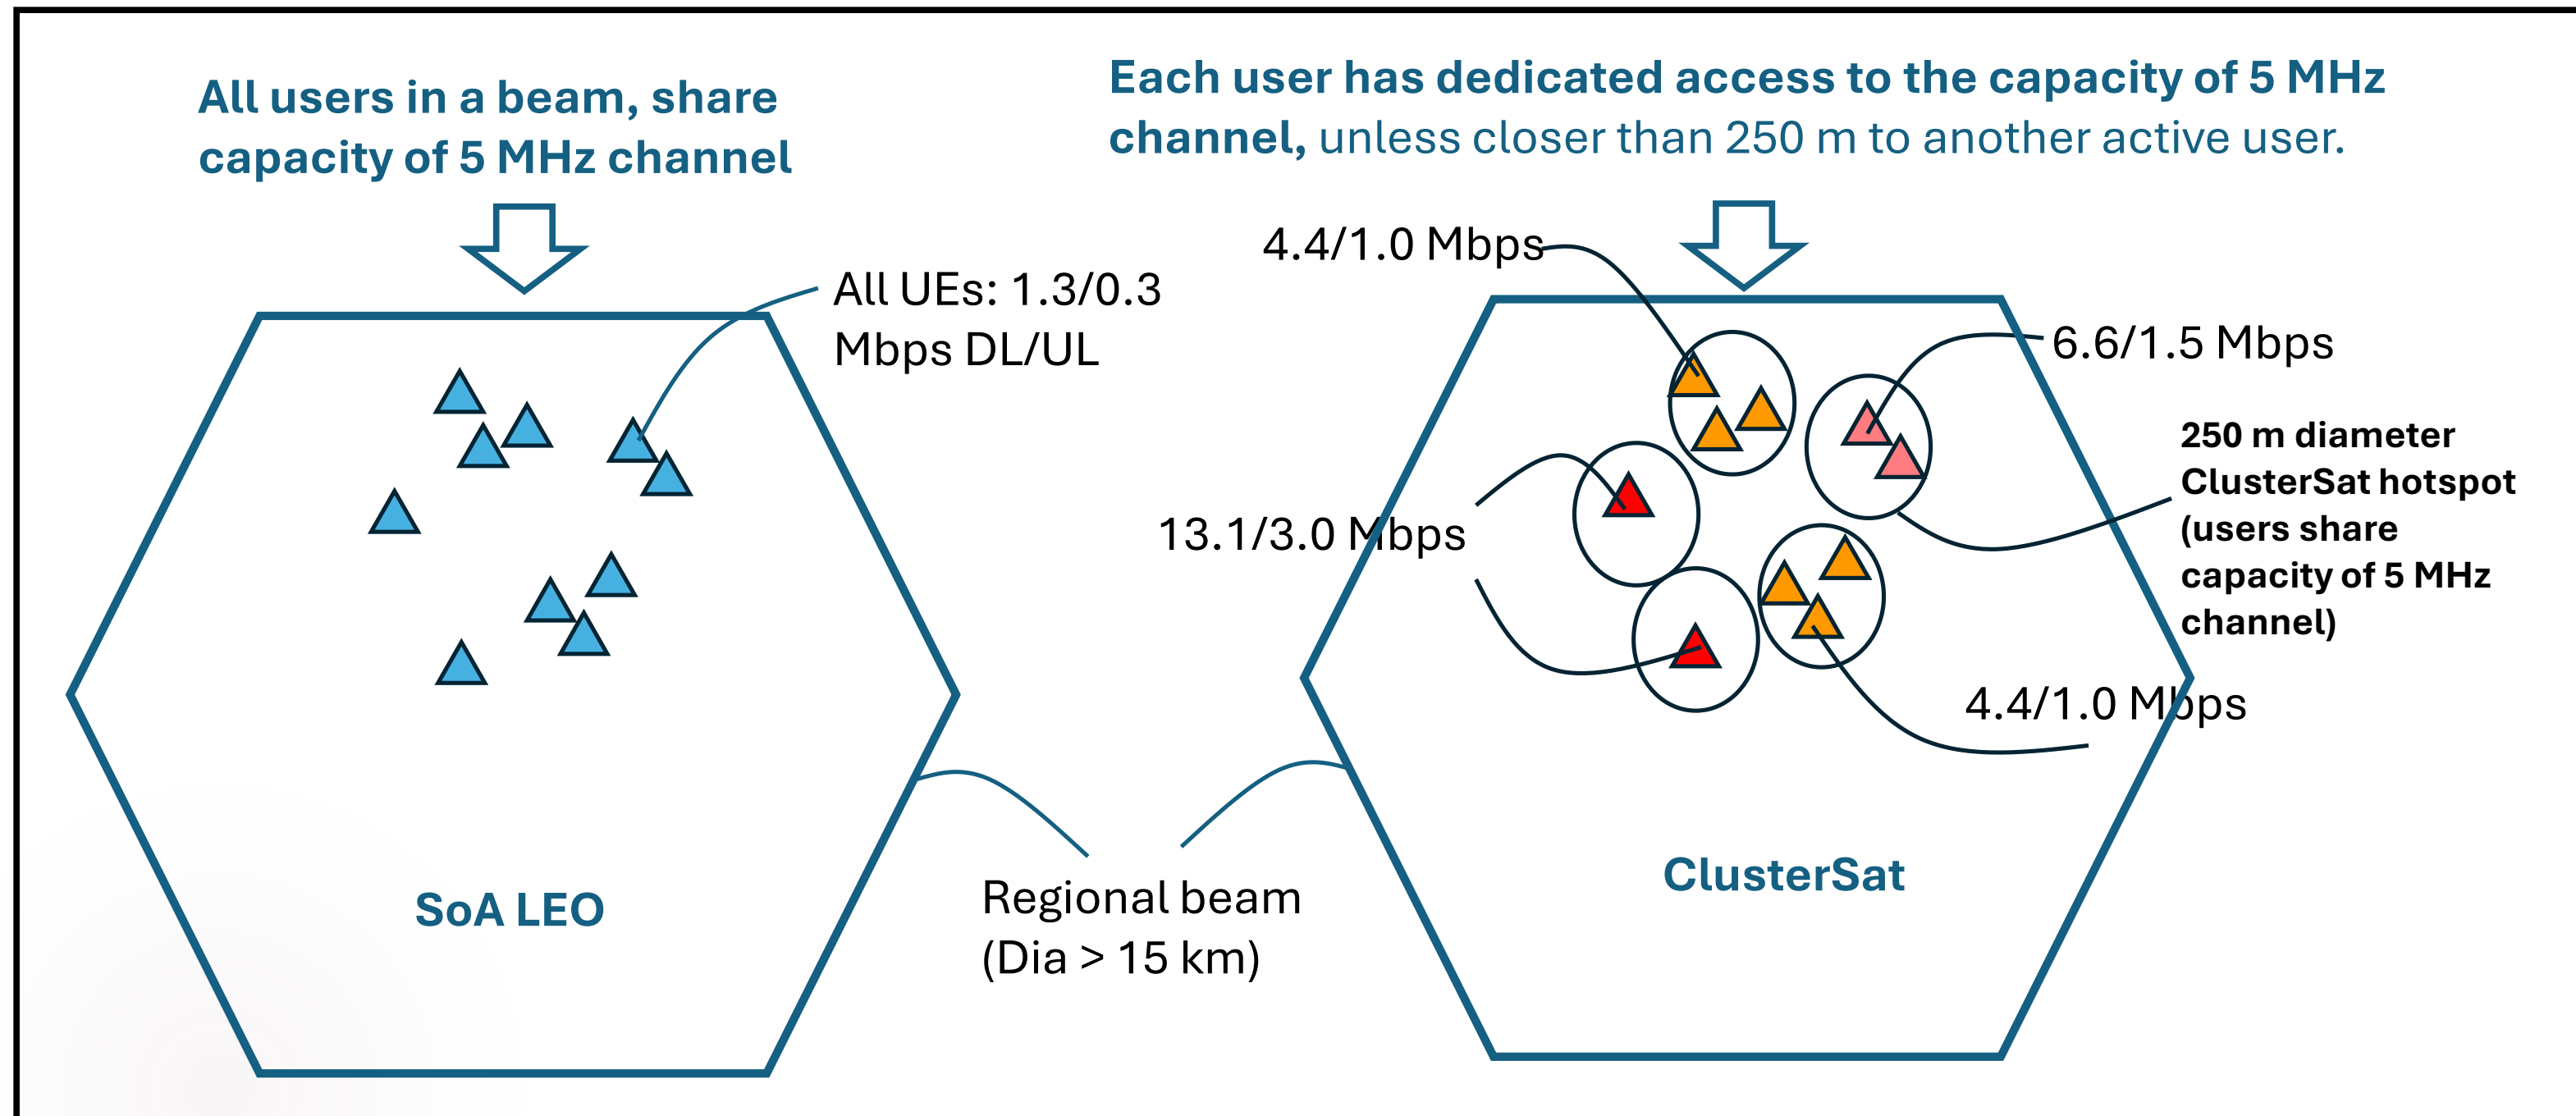 All users in a beam, share
capacity of 5 MHz channel
Each user has dedicated access to the capacity of 5 MHz
channel, unless closer than 250 m to another active user.
All UEs: 1.3/0.3
Mbps DL/UL
4.4/1.0 Mbps
6.6/1.5 Mbps
250 m diameter
ClusterSat hotspot
(users share
capacity of 5 MHz
channel)
13.1/3.0 Mbps
4.4/1.0 Mbps
SoA LEO
Regional beam
(Dia > 15 km)
ClusterSat